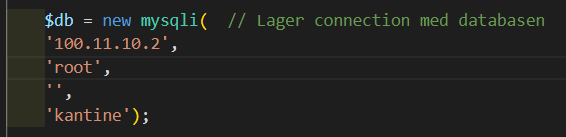 $db = new mysqli(  // Lager connection med databasen
'100.11.10.2',
'root',
'',
'kantine');